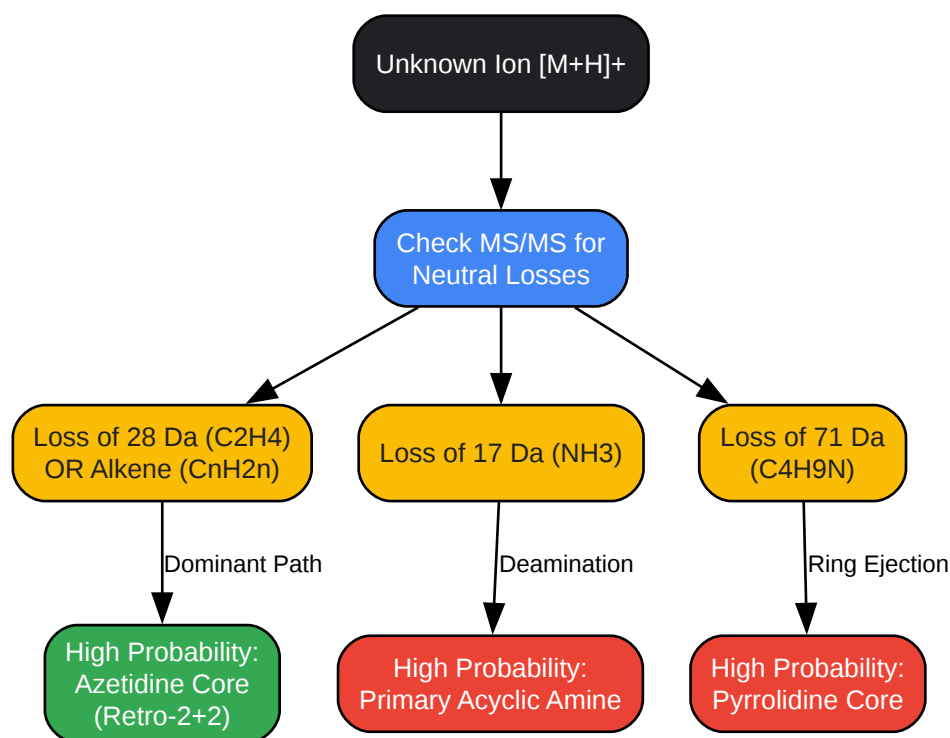 Unknown Ion [M+H]+
Check MS/MS for
Neutral Losses
Loss of 28 Da (C2H4)
OR Alkene (CnH2n)
Loss of 17 Da (NH3)
Loss of 71 Da
(C4H9N)
Dominant Path
Deamination
Ring Ejection
High Probability:
Azetidine Core
(Retro-2+2)
High Probability:
Primary Acyclic Amine
High Probability:
Pyrrolidine Core